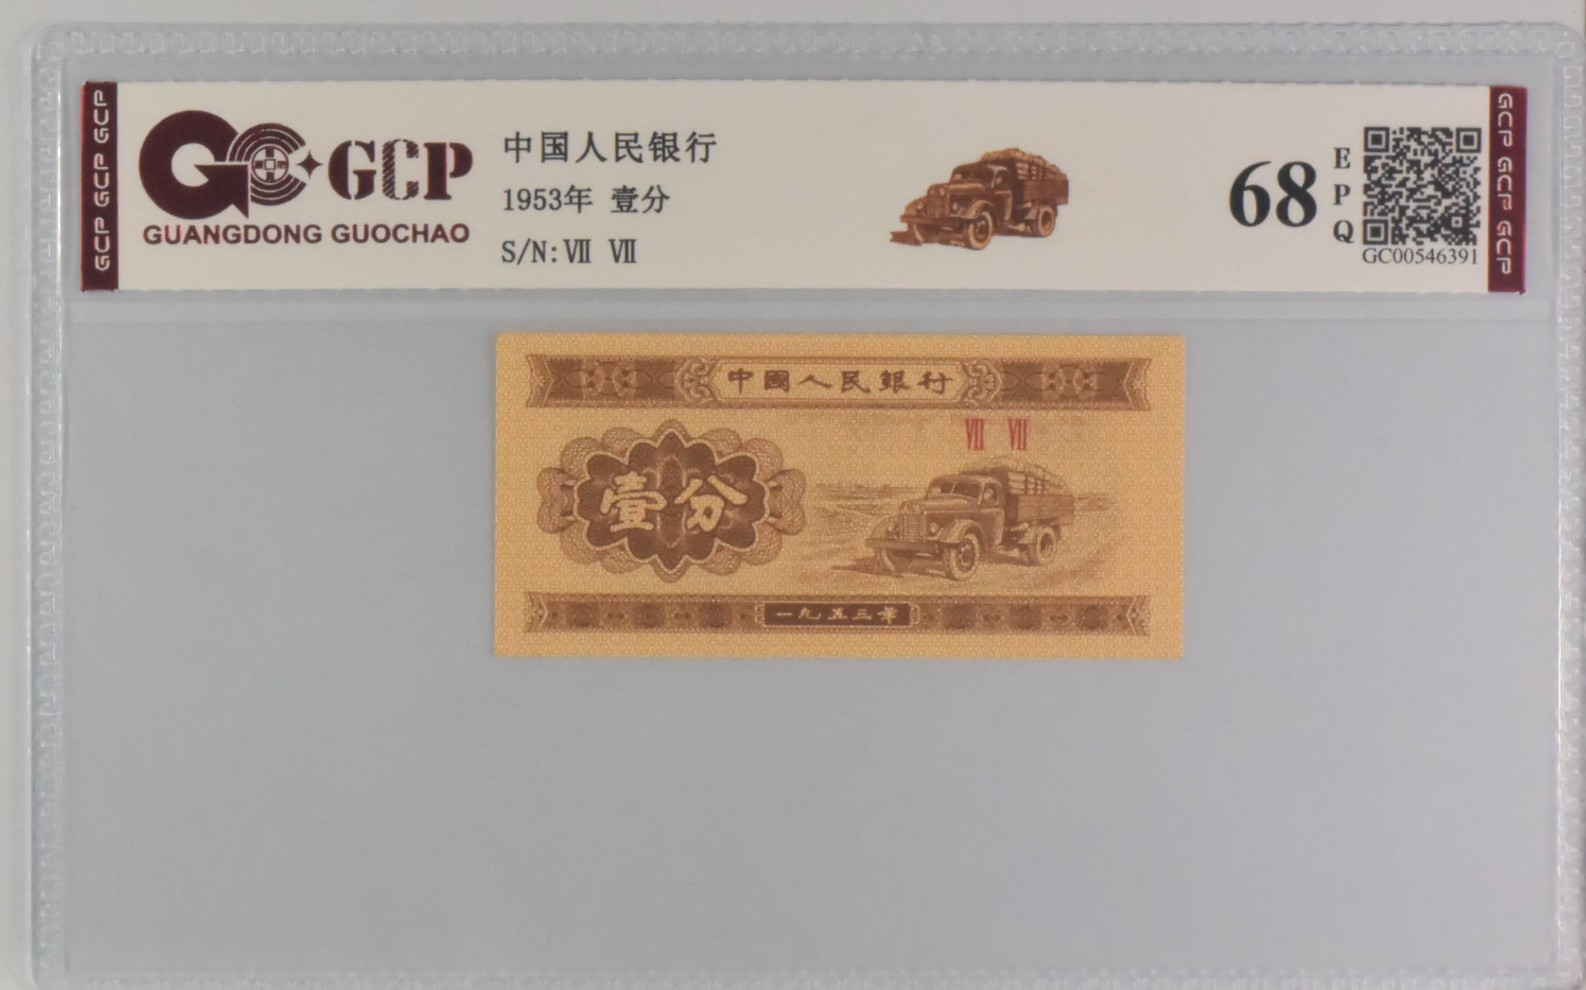 GCP GCP GCP
GCP
GUANGDONG GUOCHAO
中国人民银行
1953年 壹分
S/N: Ⅶ Ⅶ
68
EPQ
GC00546391
GCP GCP GCP
中國人民銀行
Ⅶ Ⅶ
壹分
一九五三年